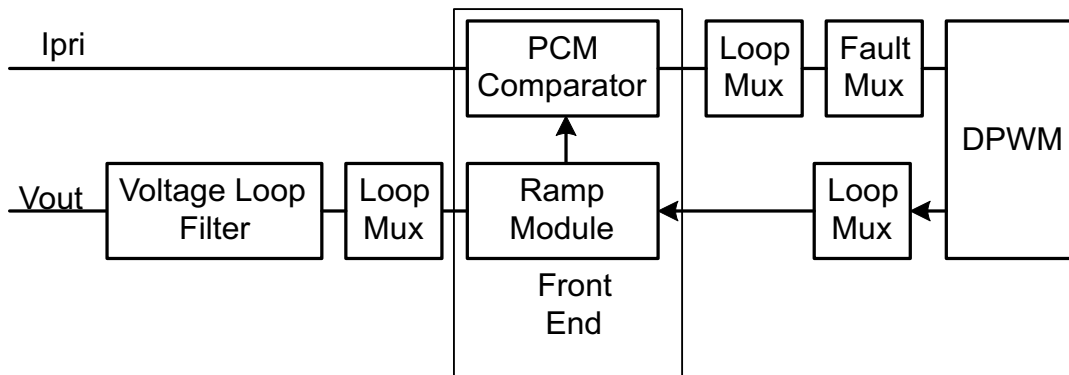 Ipri
PCM
Comparator
Loop
Mux
Fault
Mux
DPWM
Vout
Voltage Loop
Filter
Loop
Mux
Ramp
Module
Loop
Mux
Front
End